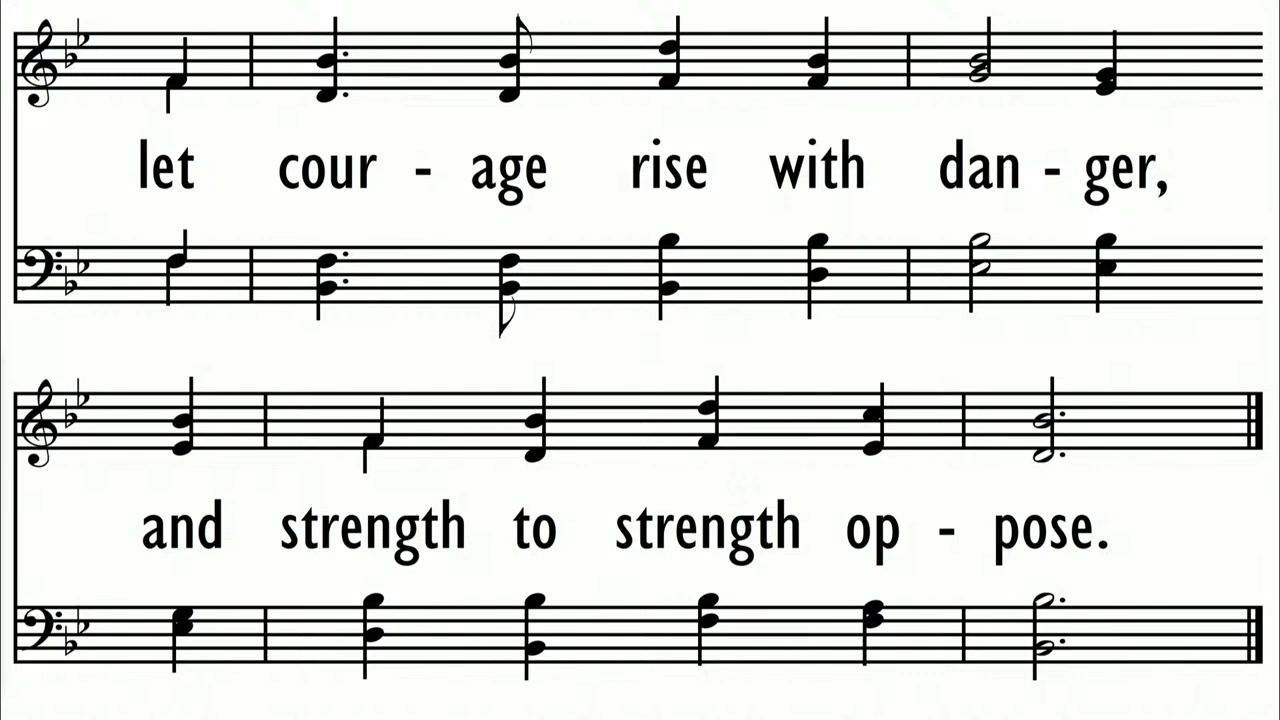 let cour - age rise with dan - ger,
and strength to strength op - pose.